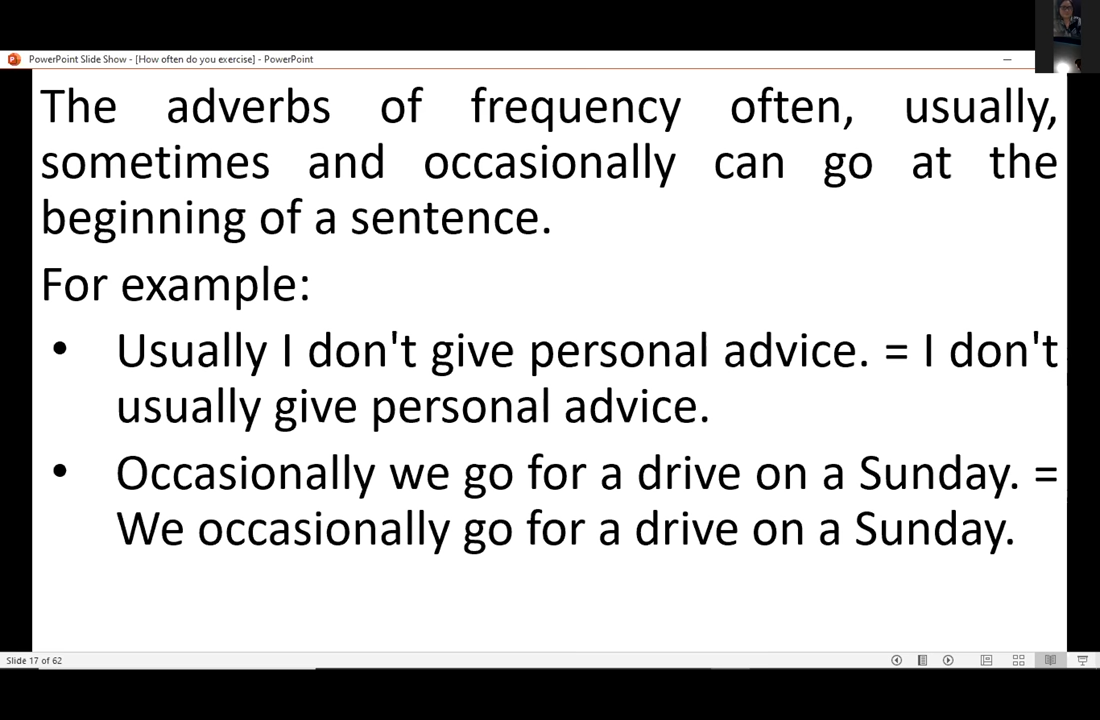 PowerPoint Slide Show - [How often do you exercise] - PowerPoint
The adverbs of frequency often, usually,
sometimes and occasionally can go at the
beginning of a sentence.
For example:
• Usually I don't give personal advice. = I don't
usually give personal advice.
• Occasionally we go for a drive on a Sunday. =
We occasionally go for a drive on a Sunday.
Slide 17 of 62